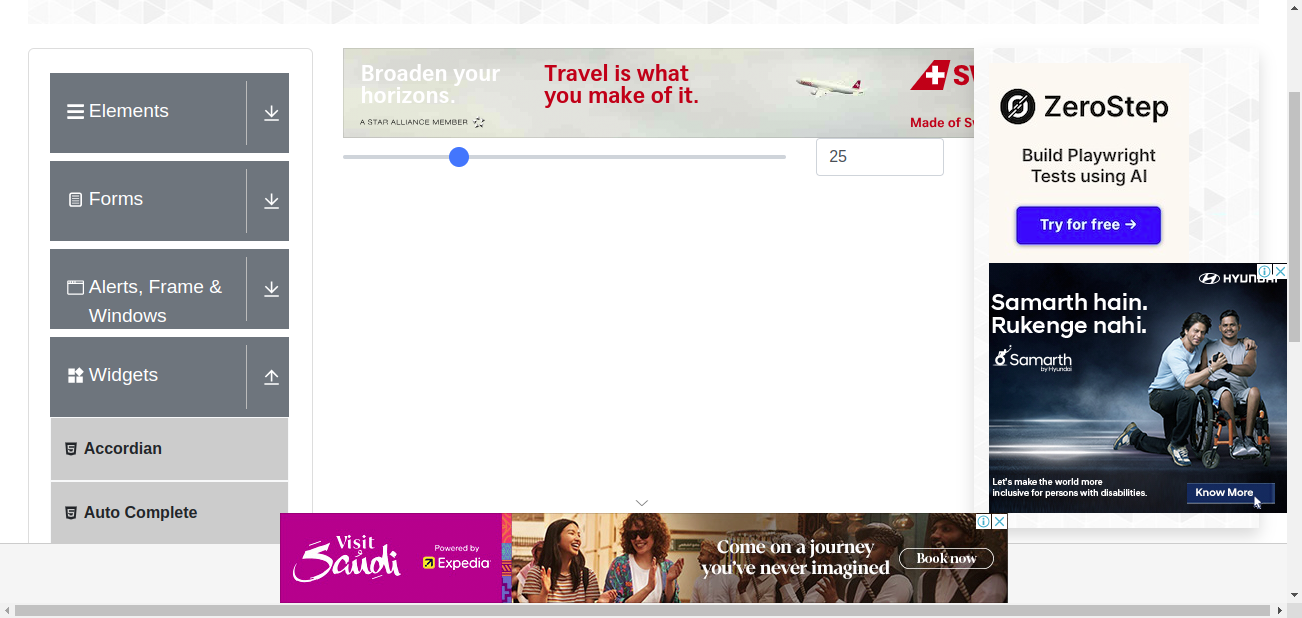 Elements
Forms
Alerts, Frame &
Windows
Widgets
Accordian
Auto Complete
Broaden your
horizons.
A STAR ALLIANCE MEMBER
Travel is what
you make of it.
Made of
25
ZeroStep
Build Playwright
Tests using AI
Try for free →
HYUNDAI
Samarth hain.
Rukenge nahi.
Samarth
by Hyundai
Let's make the world more
inclusive for persons with disabilities.
Know More
Visit
Saudi
Powered by
Expedia
Come on a journey
you've never imagined
Book now